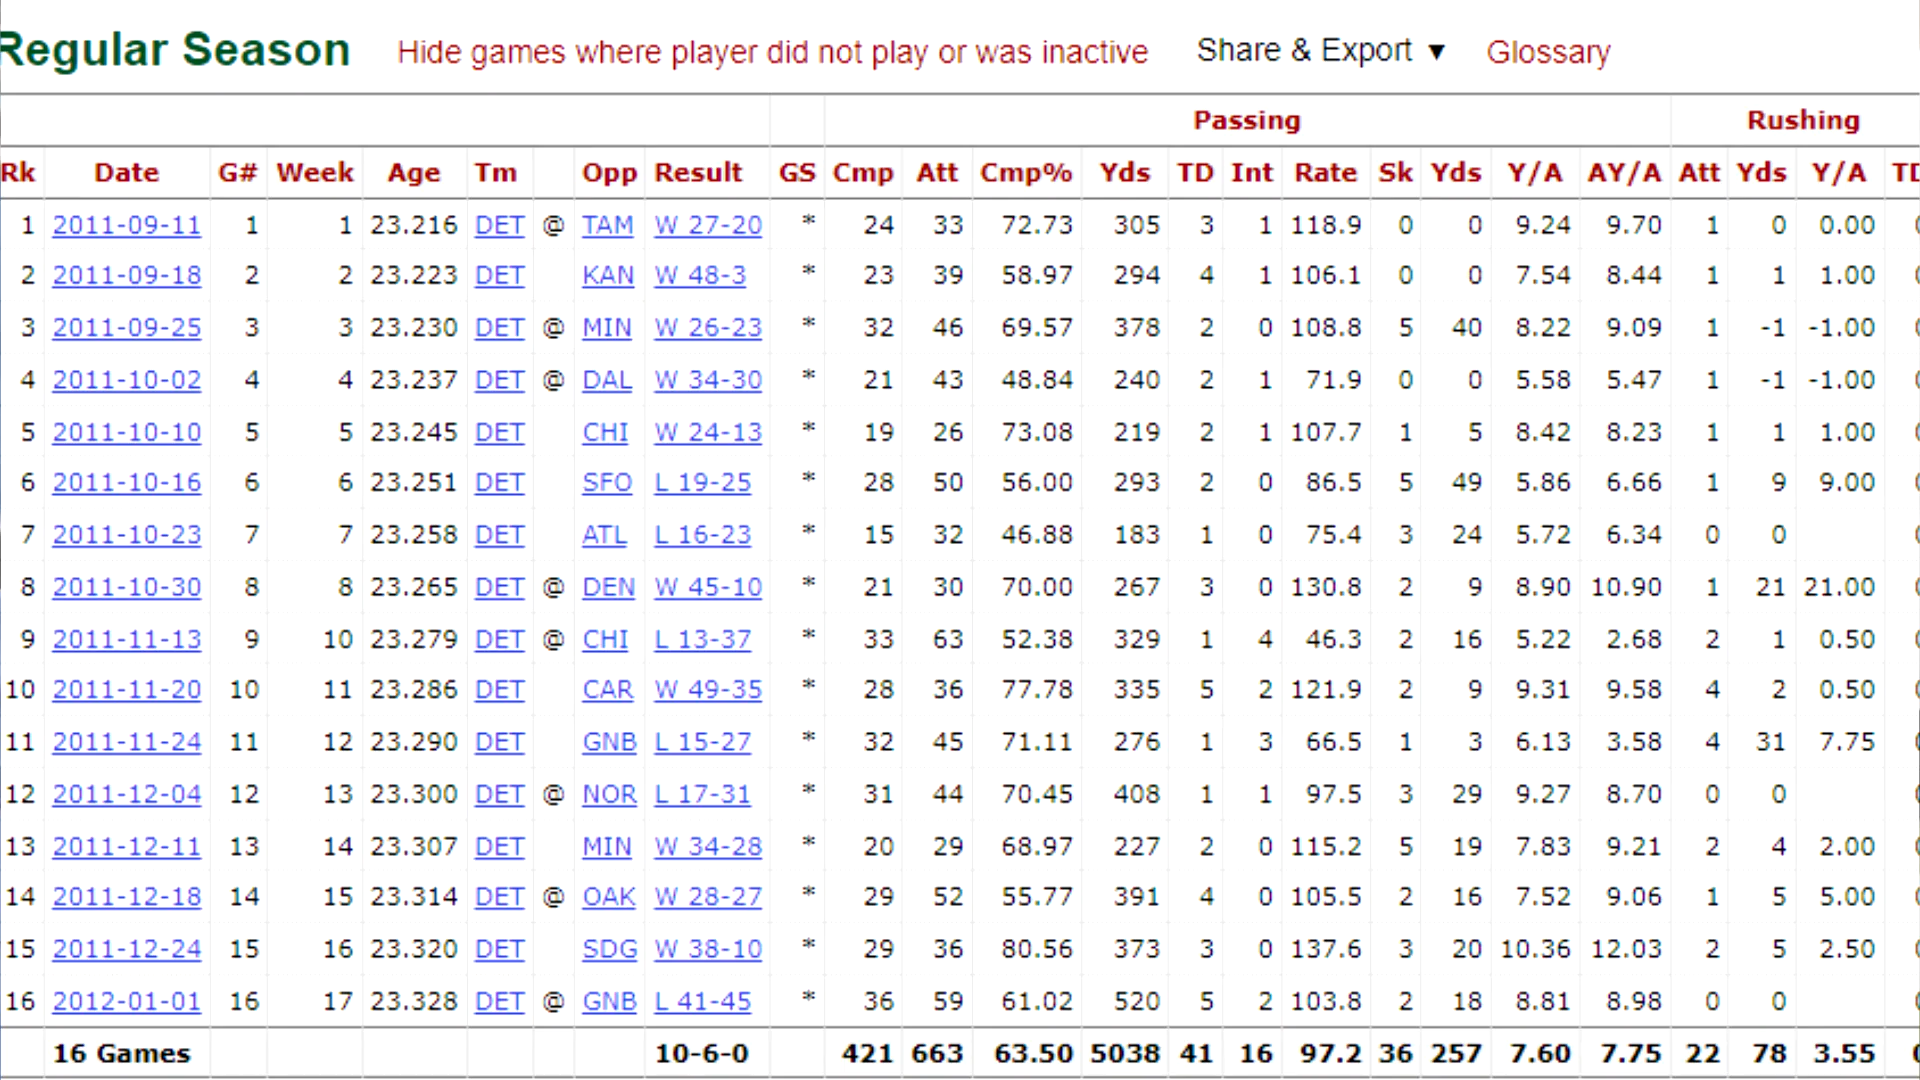 Regular Season Hide games where player did not play or was inactive Share & Export ▼ Glossary
Passing Rushing
Rk Date G# Week Age Tm Opp Result GS Cmp Att Cmp% Yds TD Int Rate Sk Yds Y/A AY/A Att Yds Y/A TD
1 2011-09-11 1 1 23.216 DET @ TAM W 27-20 * 24 33 72.73 305 3 1 118.9 0 0 9.24 9.70 1 0 0.00
2 2011-09-18 2 2 23.223 DET KAN W 48-3 * 23 39 58.97 294 4 1 106.1 0 0 7.54 8.44 1 1 1.00
3 2011-09-25 3 3 23.230 DET @ MIN W 26-23 * 32 46 69.57 378 2 0 108.8 5 40 8.22 9.09 1 -1 -1.00
4 2011-10-02 4 4 23.237 DET @ DAL W 34-30 * 21 43 48.84 240 2 1 71.9 0 0 5.58 5.47 1 -1 -1.00
5 2011-10-10 5 5 23.245 DET CHI W 24-13 * 19 26 73.08 219 2 1 107.7 1 5 8.42 8.23 1 1 1.00
6 2011-10-16 6 6 23.251 DET SFO L 19-25 * 28 50 56.00 293 2 0 86.5 5 49 5.86 6.66 1 9 9.00
7 2011-10-23 7 7 23.258 DET ATL L 16-23 * 15 32 46.88 183 1 0 75.4 3 24 5.72 6.34 0 0
8 2011-10-30 8 8 23.265 DET @ DEN W 45-10 * 21 30 70.00 267 3 0 130.8 2 9 8.90 10.90 1 21 21.00
9 2011-11-13 9 10 23.279 DET @ CHI L 13-37 * 33 63 52.38 329 1 4 46.3 2 16 5.22 2.68 2 1 0.50
10 2011-11-20 10 11 23.286 DET CAR W 49-35 * 28 36 77.78 335 5 2 121.9 2 9 9.31 9.58 4 2 0.50
11 2011-11-24 11 12 23.290 DET GNB L 15-27 * 32 45 71.11 276 1 3 66.5 1 3 6.13 3.58 4 31 7.75
12 2011-12-04 12 13 23.300 DET @ NOR L 17-31 * 31 44 70.45 408 1 1 97.5 3 29 9.27 8.70 0 0
13 2011-12-11 13 14 23.307 DET MIN W 34-28 * 20 29 68.97 227 2 0 115.2 5 19 7.83 9.21 2 4 2.00
14 2011-12-18 14 15 23.314 DET @ OAK W 28-27 * 29 52 55.77 391 4 0 105.5 2 16 7.52 9.06 1 5 5.00
15 2011-12-24 15 16 23.320 DET SDG W 38-10 * 29 36 80.56 373 3 0 137.6 3 20 10.36 12.03 2 5 2.50
16 2012-01-01 16 17 23.328 DET @ GNB L 41-45 * 36 59 61.02 520 5 2 103.8 2 18 8.81 8.98 0 0
16 Games 10-6-0 421 663 63.50 5038 41 16 97.2 36 257 7.60 7.75 22 78 3.55